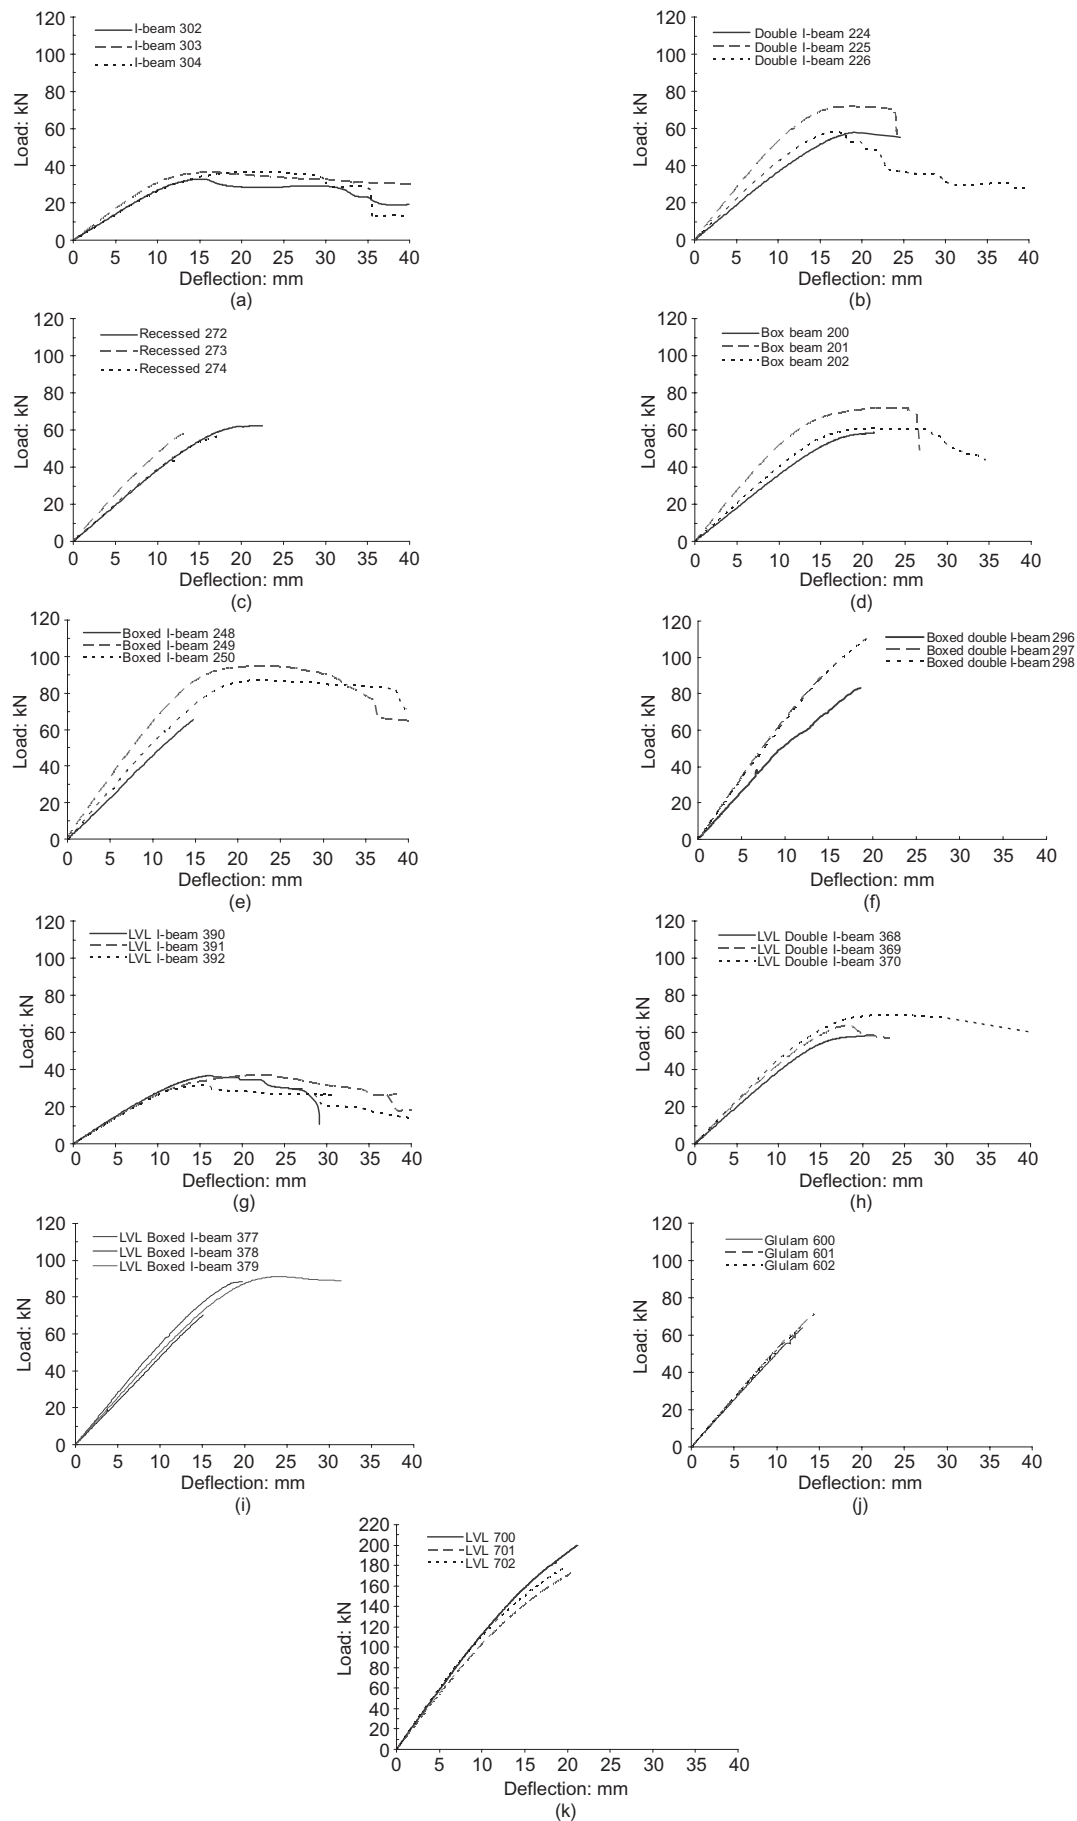 I-beam 302
I-beam 303
I-beam 304
Load: kN
120
100
80
60
40
20
0
0 5 10 15 20 25 30 35 40
Deflection: mm
(a)
Double I-beam 224
Double I-beam 225
Double I-beam 226
Load: kN
120
100
80
60
40
20
0
0 5 10 15 20 25 30 35 40
Deflection: mm
(b)
Recessed 272
Recessed 273
Recessed 274
Load: kN
120
100
80
60
40
20
0
0 5 10 15 20 25 30 35 40
Deflection: mm
(c)
Box beam 200
Box beam 201
Box beam 202
Load: kN
120
100
80
60
40
20
0
0 5 10 15 20 25 30 35 40
Deflection: mm
(d)
Boxed I-beam 248
Boxed I-beam 249
Boxed I-beam 250
Load: kN
120
100
80
60
40
20
0
0 5 10 15 20 25 30 35 40
Deflection: mm
(e)
Boxed double I-beam 296
Boxed double I-beam 297
Boxed double I-beam 298
Load: kN
120
100
80
60
40
20
0
0 5 10 15 20 25 30 35 40
Deflection: mm
(f)
LVL I-beam 390
LVL I-beam 391
LVL I-beam 392
Load: kN
120
100
80
60
40
20
0
0 5 10 15 20 25 30 35 40
Deflection: mm
(g)
LVL Double I-beam 368
LVL Double I-beam 369
LVL Double I-beam 370
Load: kN
120
100
80
60
40
20
0
0 5 10 15 20 25 30 35 40
Deflection: mm
(h)
LVL Boxed I-beam 377
LVL Boxed I-beam 378
LVL Boxed I-beam 379
Load: kN
120
100
80
60
40
20
0
0 5 10 15 20 25 30 35 40
Deflection: mm
(i)
Glulam 600
Glulam 601
Glulam 602
Load: kN
120
100
80
60
40
20
0
0 5 10 15 20 25 30 35 40
Deflection: mm
(j)
LVL 700
LVL 701
LVL 702
Load: kN
220
200
180
160
140
120
100
80
60
40
20
0
0 5 10 15 20 25 30 35 40
Deflection: mm
(k)